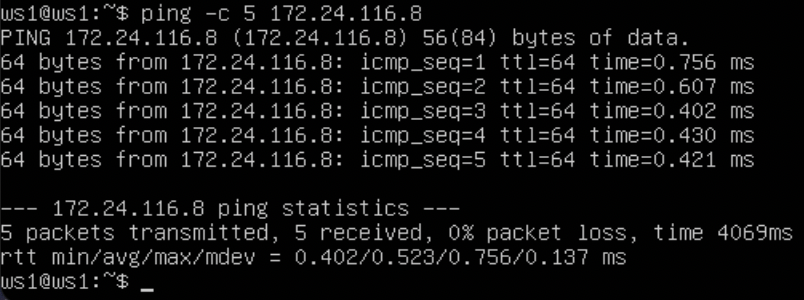 ws1@ws1:~$ ping -c 5 172.24.116.8
PING 172.24.116.8 (172.24.116.8) 56(84) bytes of data.
64 bytes from 172.24.116.8: icmp_seq=1 ttl=64 time=0.756 ms
64 bytes from 172.24.116.8: icmp_seq=2 ttl=64 time=0.607 ms
64 bytes from 172.24.116.8: icmp_seq=3 ttl=64 time=0.402 ms
64 bytes from 172.24.116.8: icmp_seq=4 ttl=64 time=0.430 ms
64 bytes from 172.24.116.8: icmp_seq=5 ttl=64 time=0.421 ms

--- 172.24.116.8 ping statistics ---
5 packets transmitted, 5 received, 0% packet loss, time 4069ms
rtt min/avg/max/mdev = 0.402/0.523/0.756/0.137 ms
ws1@ws1:~$ _